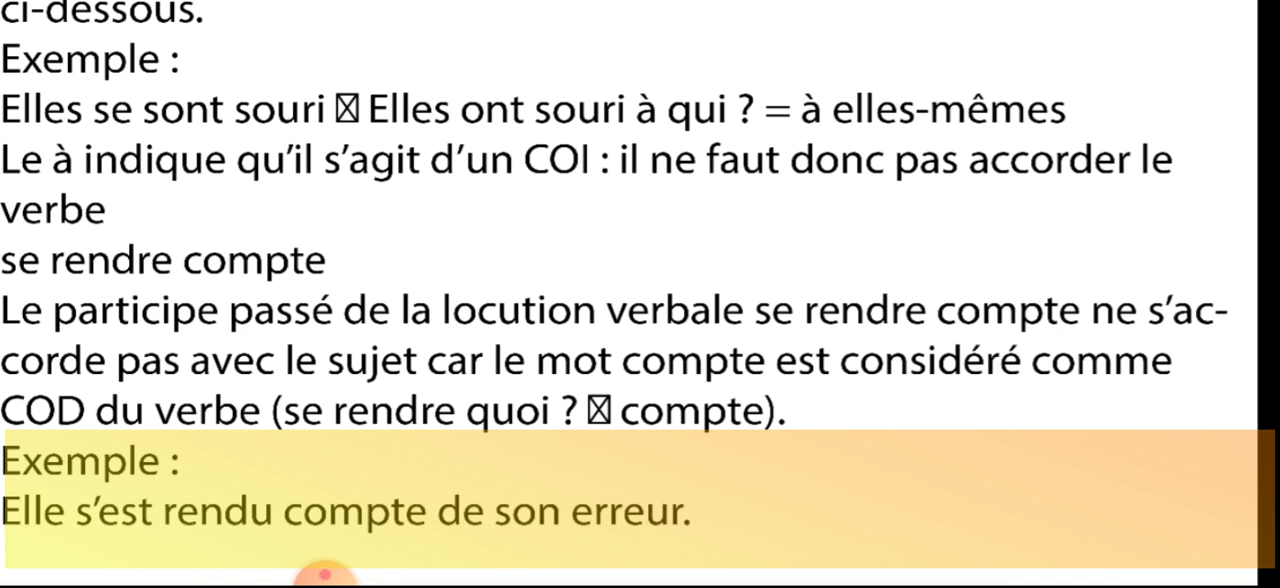 ci-dessous.
Exemple :
Elles se sont souri ☒ Elles ont souri à qui ? = à elles-mêmes
Le à indique qu’il s’agit d’un COI : il ne faut donc pas accorder le
verbe
se rendre compte
Le participe passé de la locution verbale se rendre compte ne s’ac-
corde pas avec le sujet car le mot compte est considéré comme
COD du verbe (se rendre quoi ? ☒ compte).
Exemple :
Elle s’est rendu compte de son erreur.